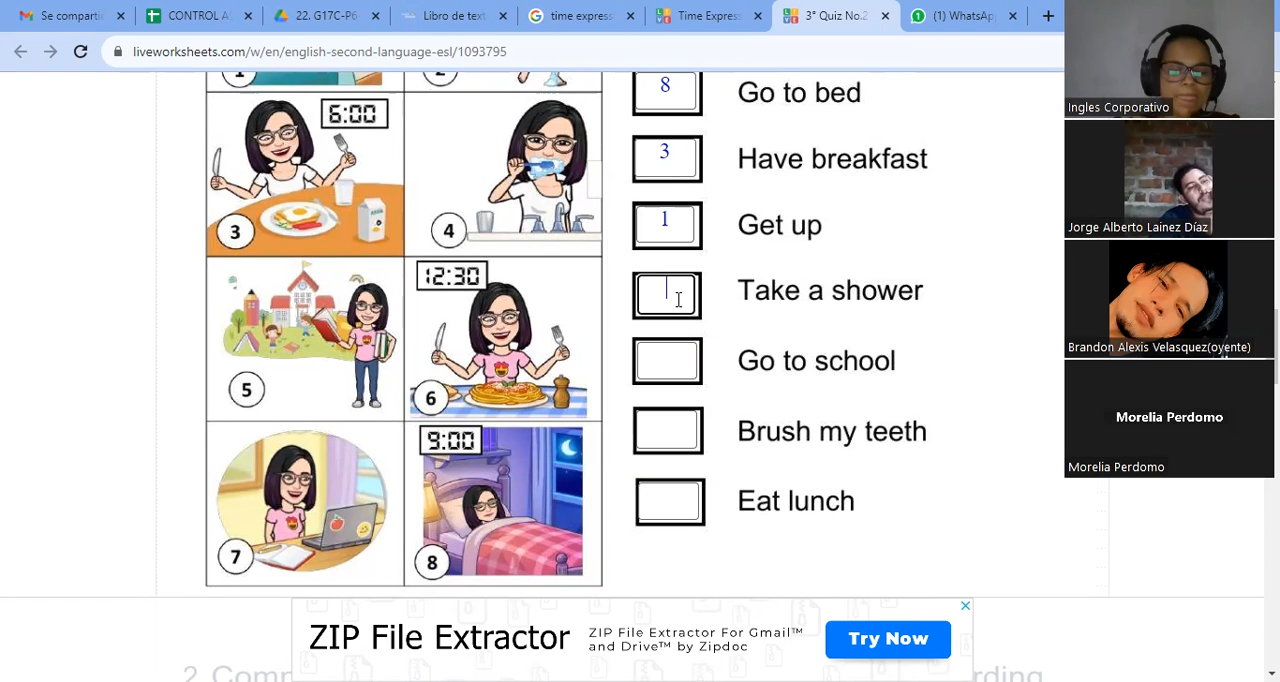 Se comparti
CONTROL A
22. G17C-P6
Libro de text
time express
Time Expres
3° Quiz No.2
(1) WhatsAp
liveworksheets.com/w/en/english-second-language-esl/1093795
1
2
8
Go to bed
6:00
3
4
3
Have breakfast
1
Get up
12:30
5
6
Take a shower
Go to school
9:00
7
8
Brush my teeth
Eat lunch
ZIP File Extractor
ZIP File Extractor For Gmail™
and Drive™ by Zipdoc
Try Now
Ingles Corporativo
Jorge Alberto Lainez Díaz
Brandon Alexis Velasquez(oyente)
Morelia Perdomo
Morelia Perdomo